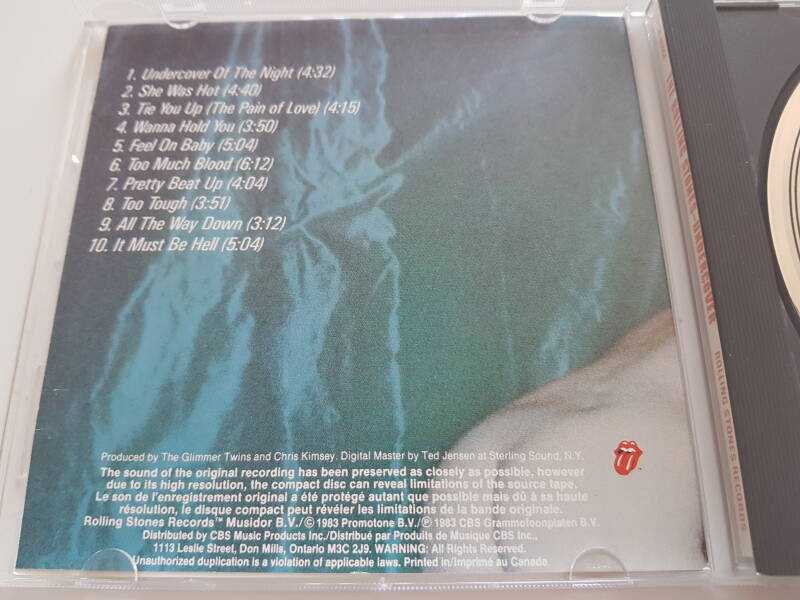 1. Undercover Of The Night (4:32)
2. She Was Hot (4:40)
3. Tie You Up (The Pain of Love) (4:15)
4. Wanna Hold You (3:50)
5. Feel On Baby (5:04)
6. Too Much Blood (6:12)
7. Pretty Beat Up (4:04)
8. Too Tough (3:51)
9. All The Way Down (3:12)
10. It Must Be Hell (5:04)
Produced by The Glimmer Twins and Chris Kimsey. Digital Master by Ted Jensen at Sterling Sound, N.Y.
The sound of the original recording has been preserved as closely as possible, however
due to its high resolution, the compact disc can reveal limitations of the source tape.
Le son de l'enregistrement original a été protégé autant que possible mais dû à sa haute
résolution, le disque compact peut révéler les limitations de la bande originale.
Rolling Stones Records™ Musidor B.V./© 1983 Promotone B.V./℗ 1983 CBS Grammofoonplaten B.V.
Distributed by CBS Music Products Inc./Distribué par Produits de Musique CBS Inc.,
1113 Leslie Street, Don Mills, Ontario M3C 2J9. WARNING: All Rights Reserved.
Unauthorized duplication is a violation of applicable laws. Printed in/Imprimé au Canada
THE ROLLING STONES UNDERCOVER
ROLLING STONES RECORDS